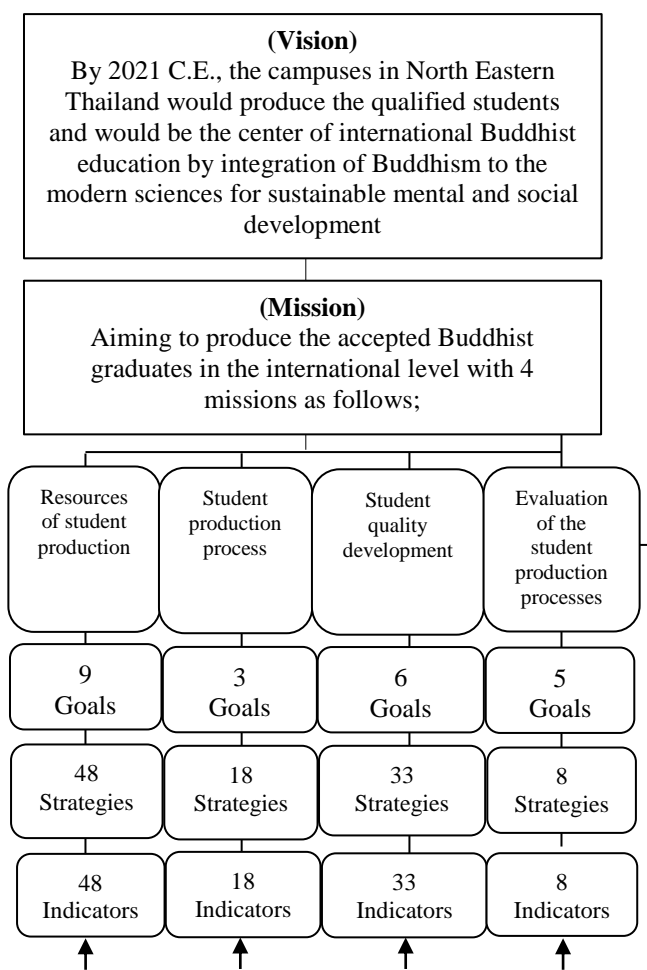 (Vision)
By 2021 C.E., the campuses in North Eastern
Thailand would produce the qualified students
and would be the center of international Buddhist
education by integration of Buddhism to the
modern sciences for sustainable mental and social
development
(Mission)
Aiming to produce the accepted Buddhist
graduates in the international level with 4
missions as follows;
Resources
of student
production
Student
production
process
Student
quality
development
Evaluation
of the
student
production
processes
9
Goals
3
Goals
6
Goals
5
Goals
48
Strategies
18
Strategies
33
Strategies
8
Strategies
48
Indicators
18
Indicators
33
Indicators
8
Indicators